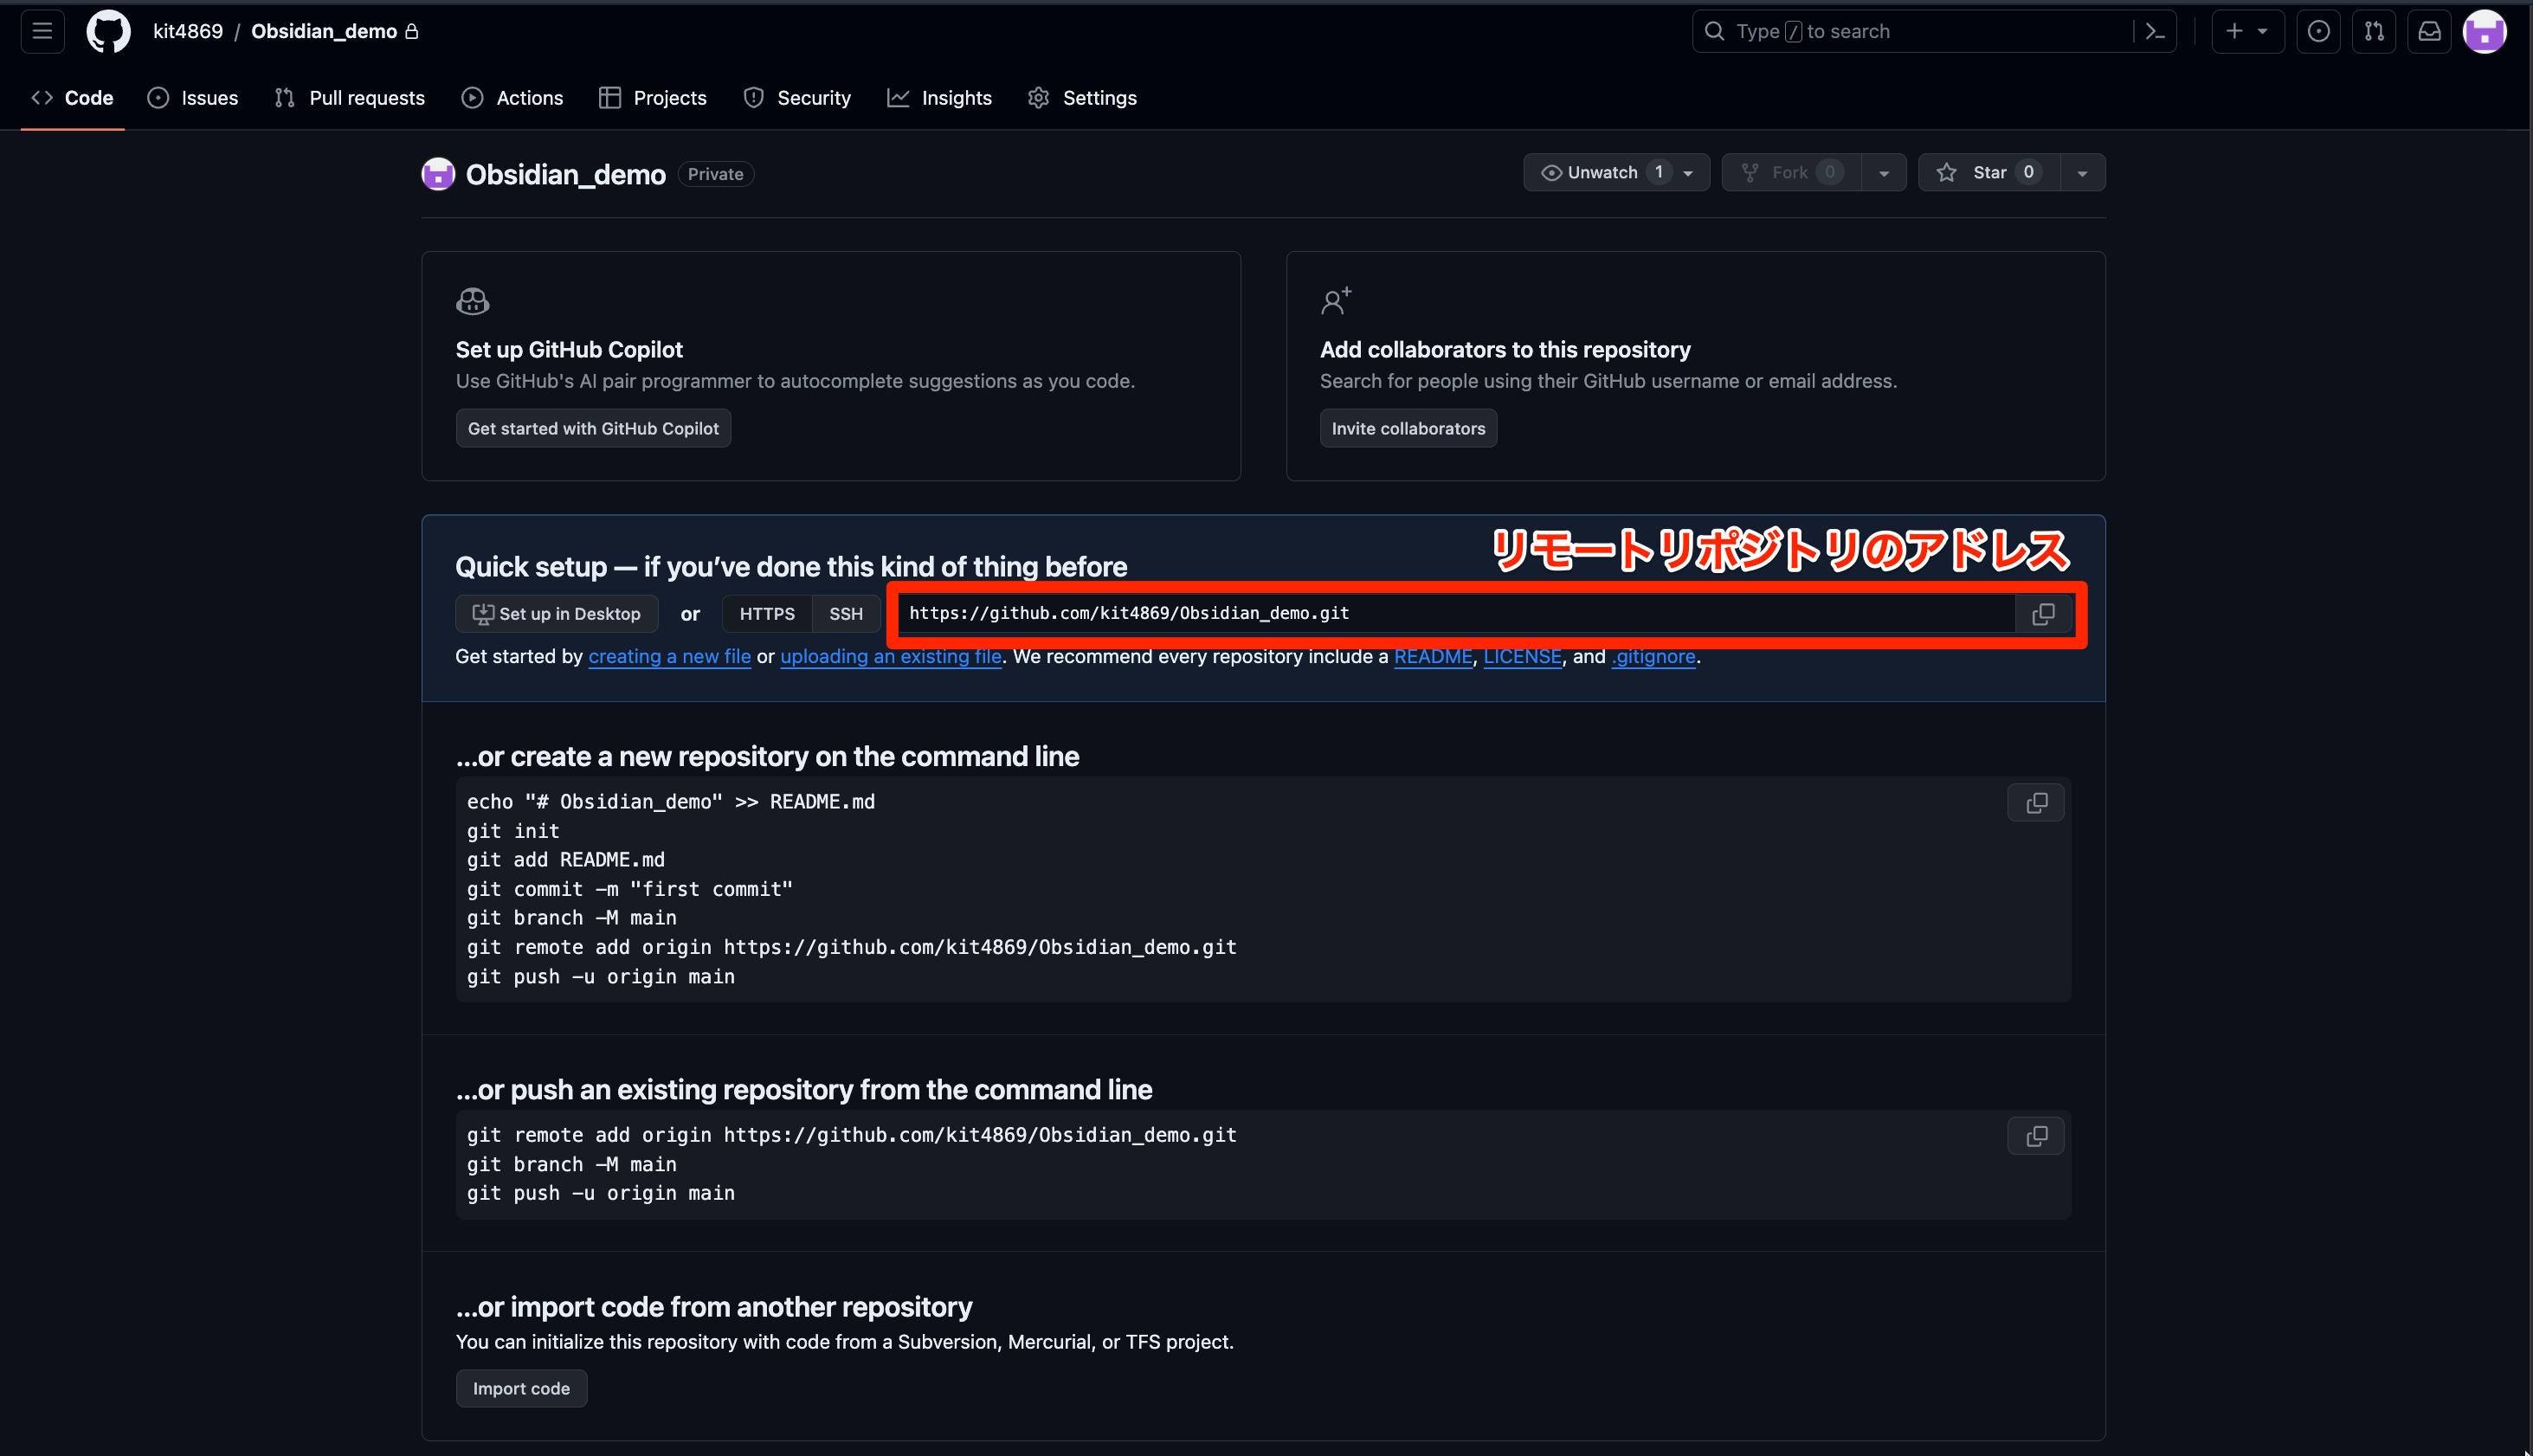 kit4869 / Obsidian_demo
Type / to search
Code Issues Pull requests Actions Projects Security Insights Settings
Obsidian_demo Private
Unwatch 1 Fork 0 Star 0
Set up GitHub Copilot
Use GitHub's AI pair programmer to autocomplete suggestions as you code.
Get started with GitHub Copilot
Add collaborators to this repository
Search for people using their GitHub username or email address.
Invite collaborators
リモートリポジトリのアドレス
Quick setup — if you’ve done this kind of thing before
Set up in Desktop or HTTPS SSH https://github.com/kit4869/Obsidian_demo.git
Get started by creating a new file or uploading an existing file. We recommend every repository include a README, LICENSE, and .gitignore.
…or create a new repository on the command line
echo "# Obsidian_demo" >> README.md
git init
git add README.md
git commit -m "first commit"
git branch -M main
git remote add origin https://github.com/kit4869/Obsidian_demo.git
git push -u origin main
…or push an existing repository from the command line
git remote add origin https://github.com/kit4869/Obsidian_demo.git
git branch -M main
git push -u origin main
…or import code from another repository
You can initialize this repository with code from a Subversion, Mercurial, or TFS project.
Import code